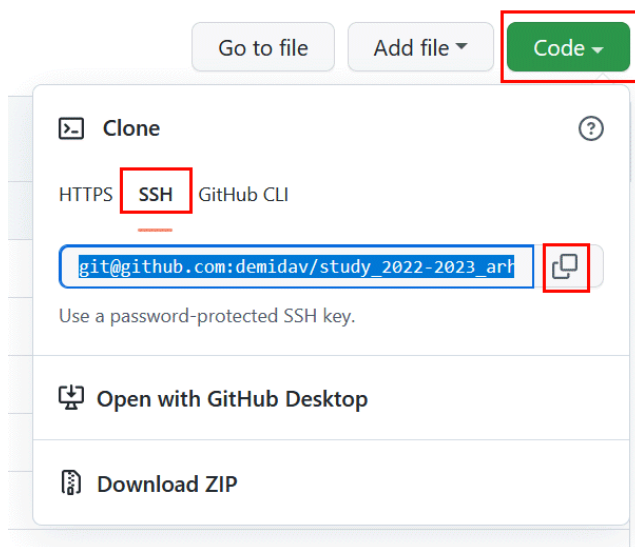 Go to file Add file Code
Clone
HTTPS SSH GitHub CLI
git@github.com:demidav/study_2022-2023_arh
Use a password-protected SSH key.
Open with GitHub Desktop
Download ZIP